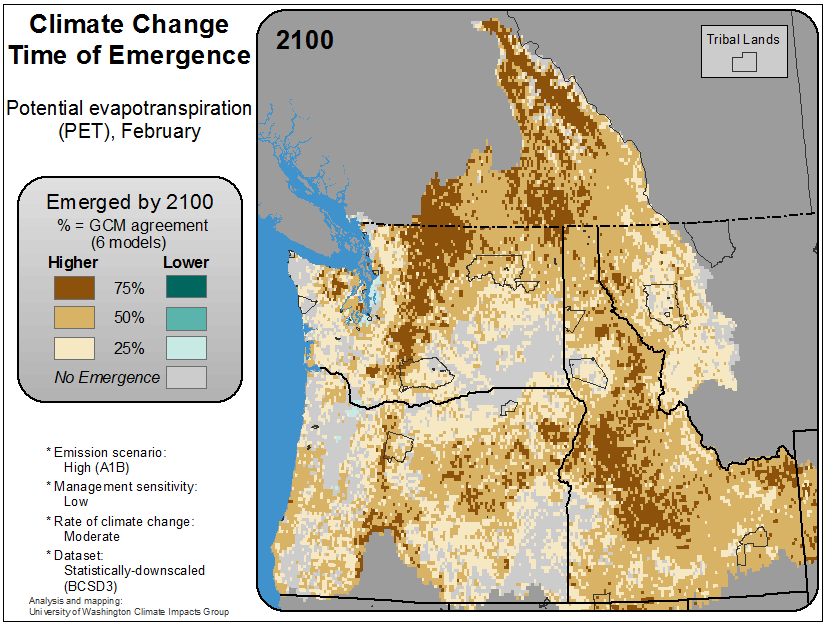 Climate Change
Time of Emergence
Potential evapotranspiration
(PET), February
Emerged by 2100
% = GCM agreement
(6 models)
Higher Lower
75%
50%
25%
No Emergence
* Emission scenario:
High (A1B)
* Management sensitivity:
Low
* Rate of climate change:
Moderate
* Dataset:
Statistically-downscaled
(BCSD3)
Analysis and mapping:
University of Washington Climate Impacts Group
2100
Tribal Lands